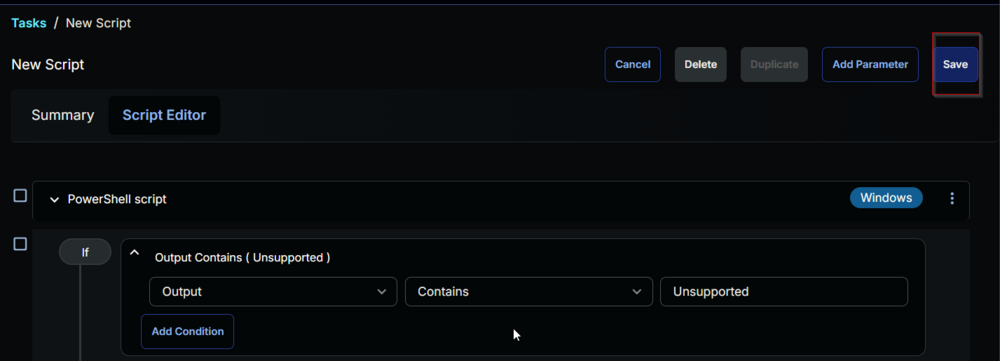 Tasks / New Script
New Script
Cancel
Delete
Duplicate
Add Parameter
Save
Summary
Script Editor
PowerShell script
Windows
If
Output Contains ( Unsupported )
Output
Contains
Unsupported
Add Condition